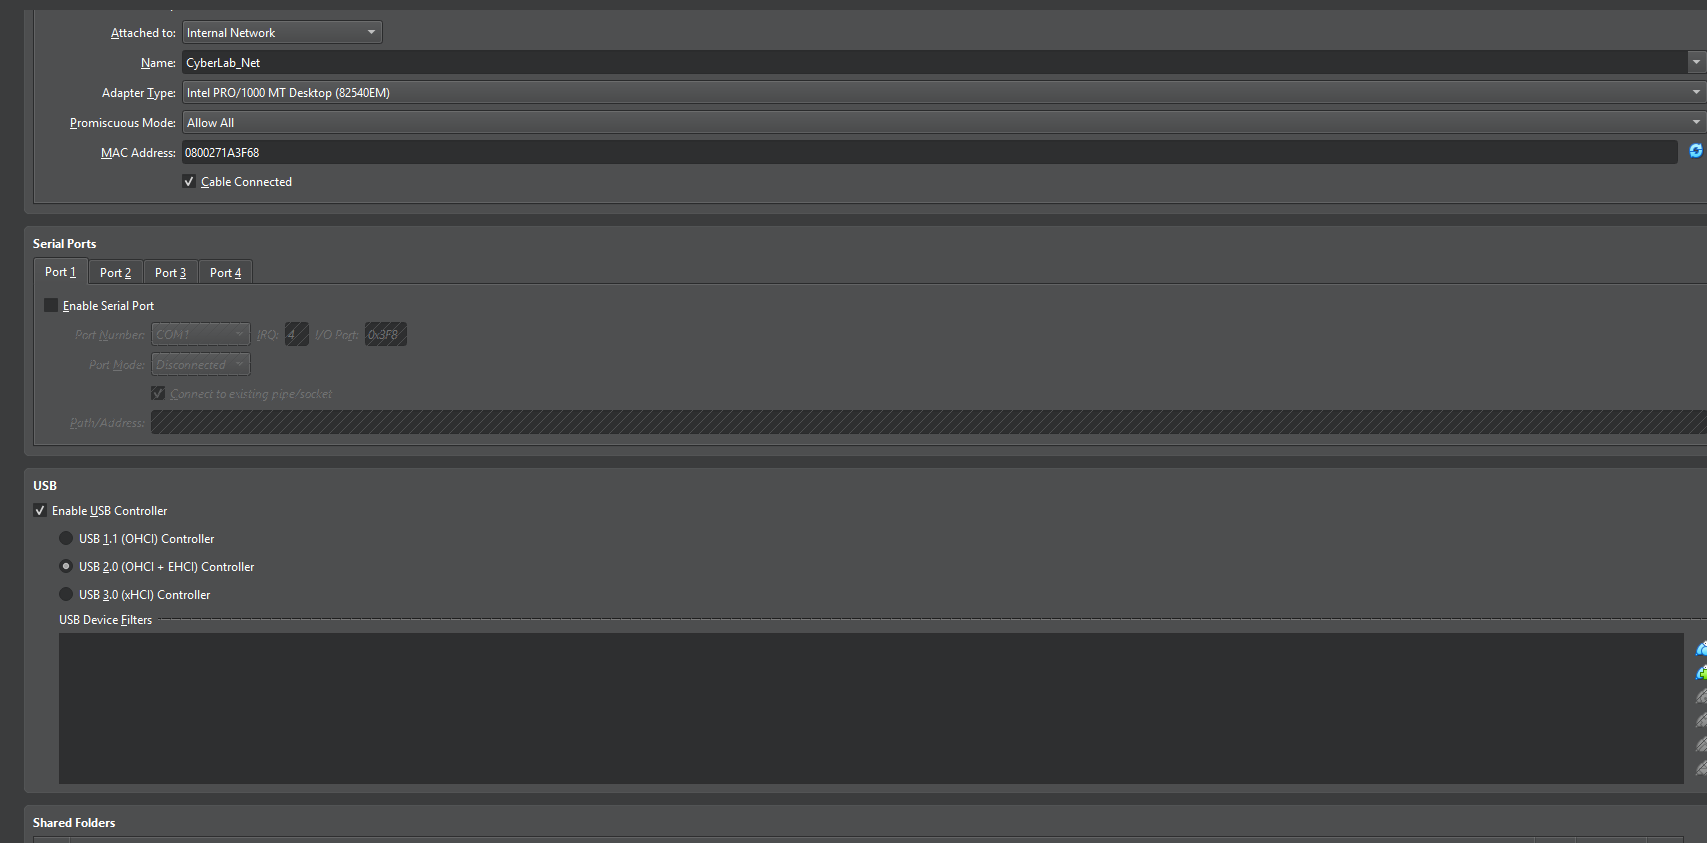 Attached to: Internal Network
Name: CyberLab_Net
Adapter Type: Intel PRO/1000 MT Desktop (82540EM)
Promiscuous Mode: Allow All
MAC Address: 0800271A3F68
Cable Connected
Serial Ports
Port 1 Port 2 Port 3 Port 4
Enable Serial Port
Port Number: COM1 IRQ: 4 I/O Port: 0x3F8
Port Mode: Disconnected
Connect to existing pipe/socket
Path/Address:
USB
Enable USB Controller
USB 1.1 (OHCI) Controller
USB 2.0 (OHCI + EHCI) Controller
USB 3.0 (xHCI) Controller
USB Device Filters
Shared Folders